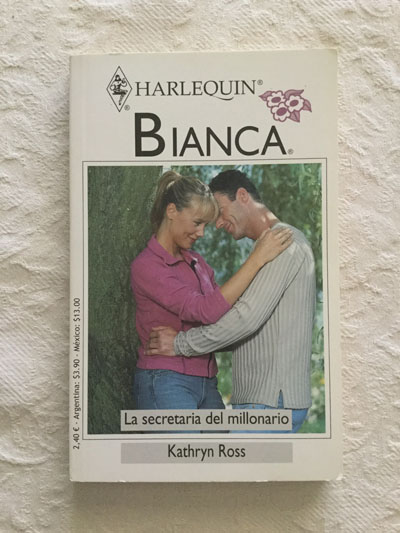 HARLEQUIN®
BIANCA®
2,40 € · Argentina: $3.90 - México: $13.00
La secretaria del millonario
Kathryn Ross